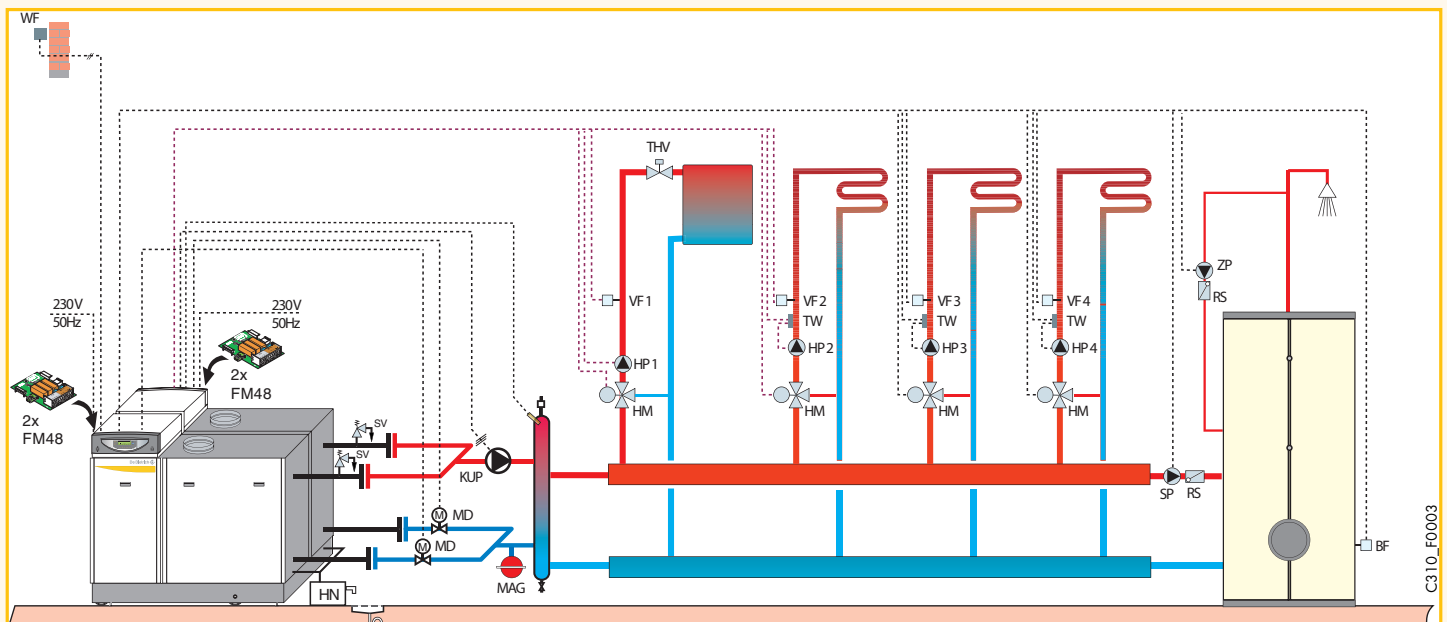 WF
THV
VF1
VF2
VF3
VF4
TW
TW
TW
HP1
HP2
HP3
HP4
HM
HM
HM
HM
ZP
RS
230V
50Hz
230V
50Hz
2x
FM48
2x
FM48
SV
SV
KUP
MD
MD
MAG
HN
SP
RS
BF
C310_F0003